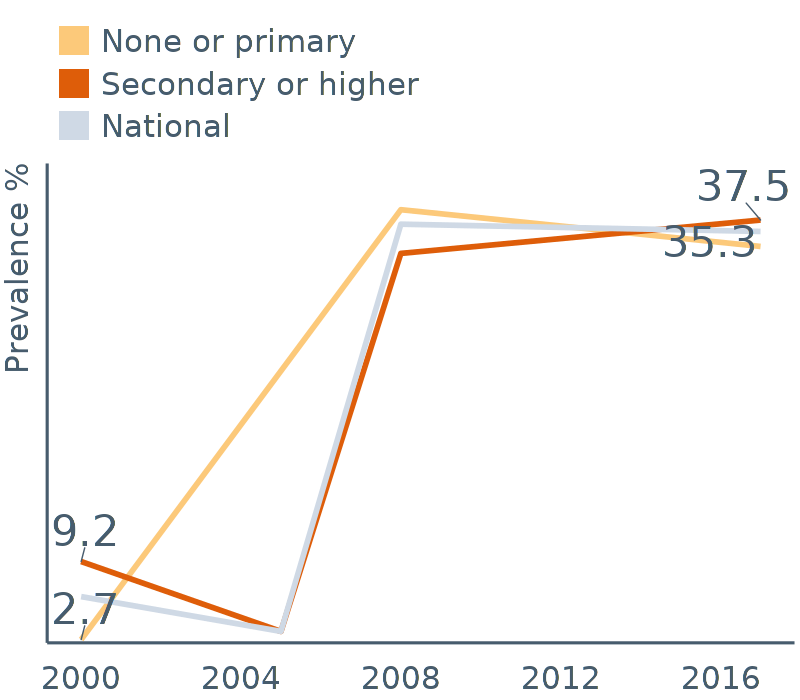 None or primary
Secondary or higher
National
Prevalence %
37.5
35.3
9.2
2.7
2000 2004 2008 2012 2016